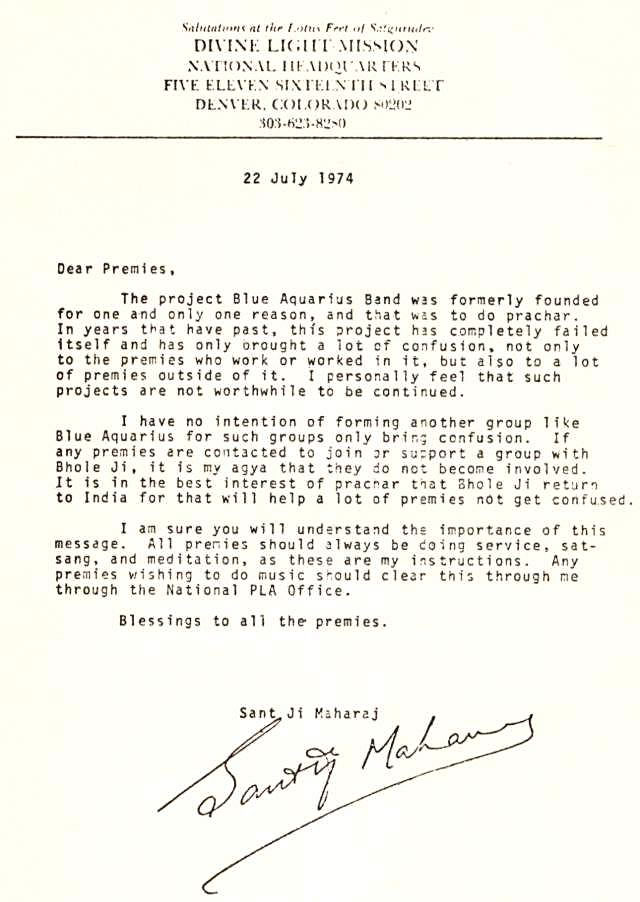 Salutations at the Lotus Feet of Satgurudev
DIVINE LIGHT MISSION
NATIONAL HEADQUARTERS
FIVE ELEVEN SIXTEENTH STREET
DENVER, COLORADO 80202
303-623-8280
22 July 1974
Dear Premies,
The project Blue Aquarius Band was formerly founded
for one and only one reason, and that was to do prachar.
In years that have past, this project has completely failed
itself and has only brought a lot of confusion, not only
to the premies who work or worked in it, but also to a lot
of premies outside of it.  I personally feel that such
projects are not worthwhile to be continued.
I have no intention of forming another group like
Blue Aquarius for such groups only bring confusion.  If
any premies are contacted to join or support a group with
Bhole Ji, it is my agya that they do not become involved.
It is in the best interest of prachar that Bhole Ji return
to India for that will help a lot of premies not get confused.
I am sure you will understand the importance of this
message.  All premies should always be doing service, sat-
sang, and meditation, as these are my instructions.  Any
premies wishing to do music should clear this through me
through the National PLA Office.
Blessings to all the premies.
Sant Ji Maharaj
Sant Ji Maharaj